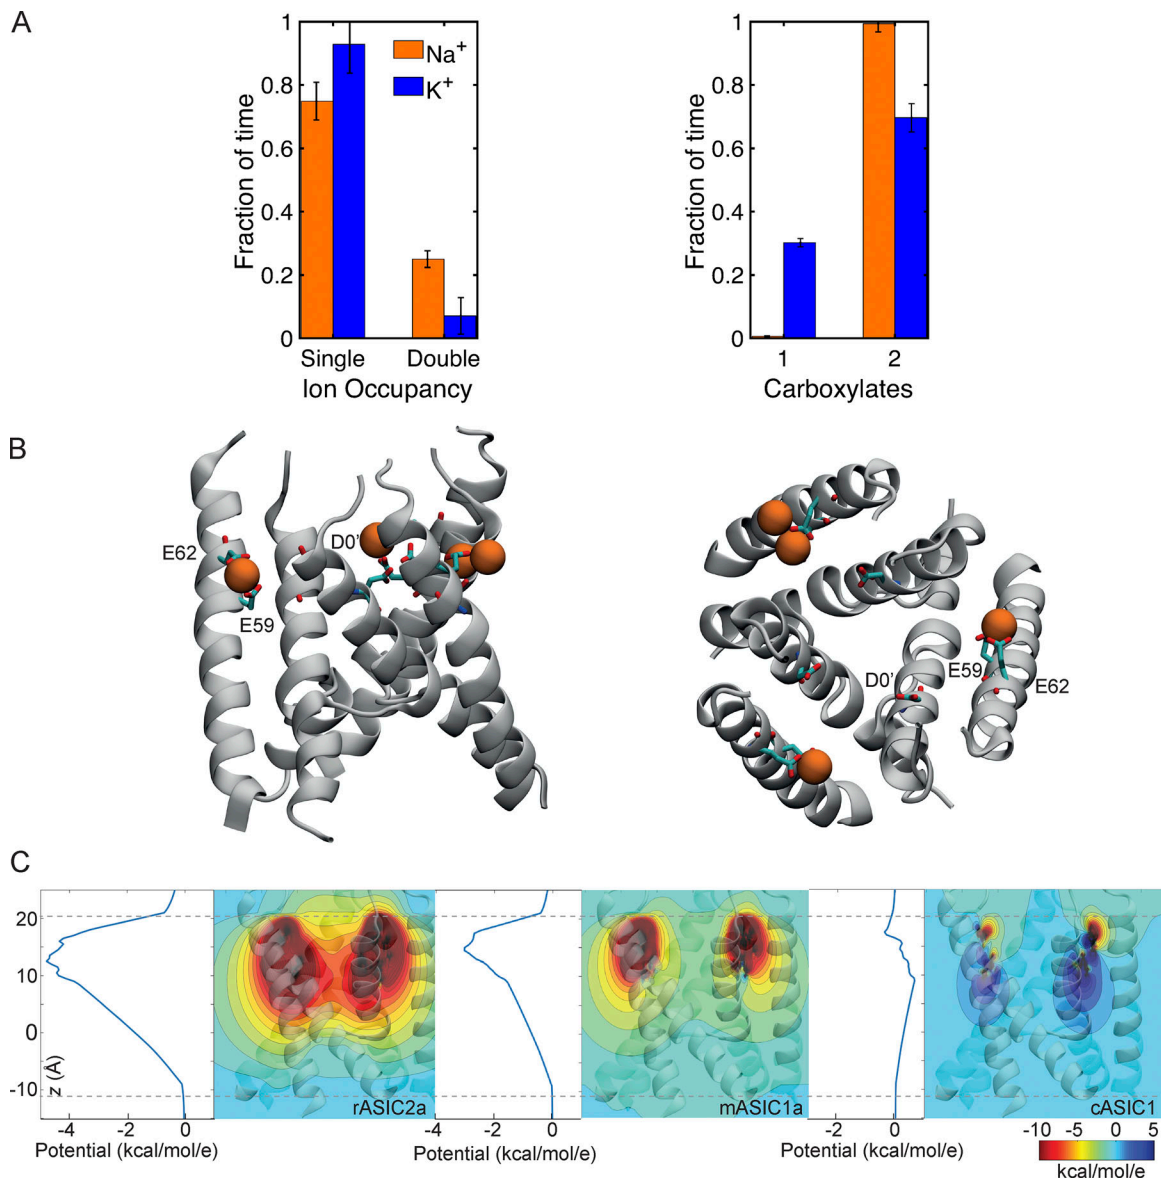 A
Fraction of time
1
0.8
0.6
0.4
0.2
0
Na+
K+
Single
Double
Ion Occupancy
Fraction of time
1
0.8
0.6
0.4
0.2
0
1
2
Carboxylates
B
E62
E59
D0'
D0'
E59
E62
C
20
10
0
-10
z (Å)
-4
-2
0
Potential (kcal/mol/e)
rASIC2a
-4
-2
0
Potential (kcal/mol/e)
mASIC1a
-2
0
Potential (kcal/mol/e)
cASIC1
-10
-5
0
5
kcal/mol/e